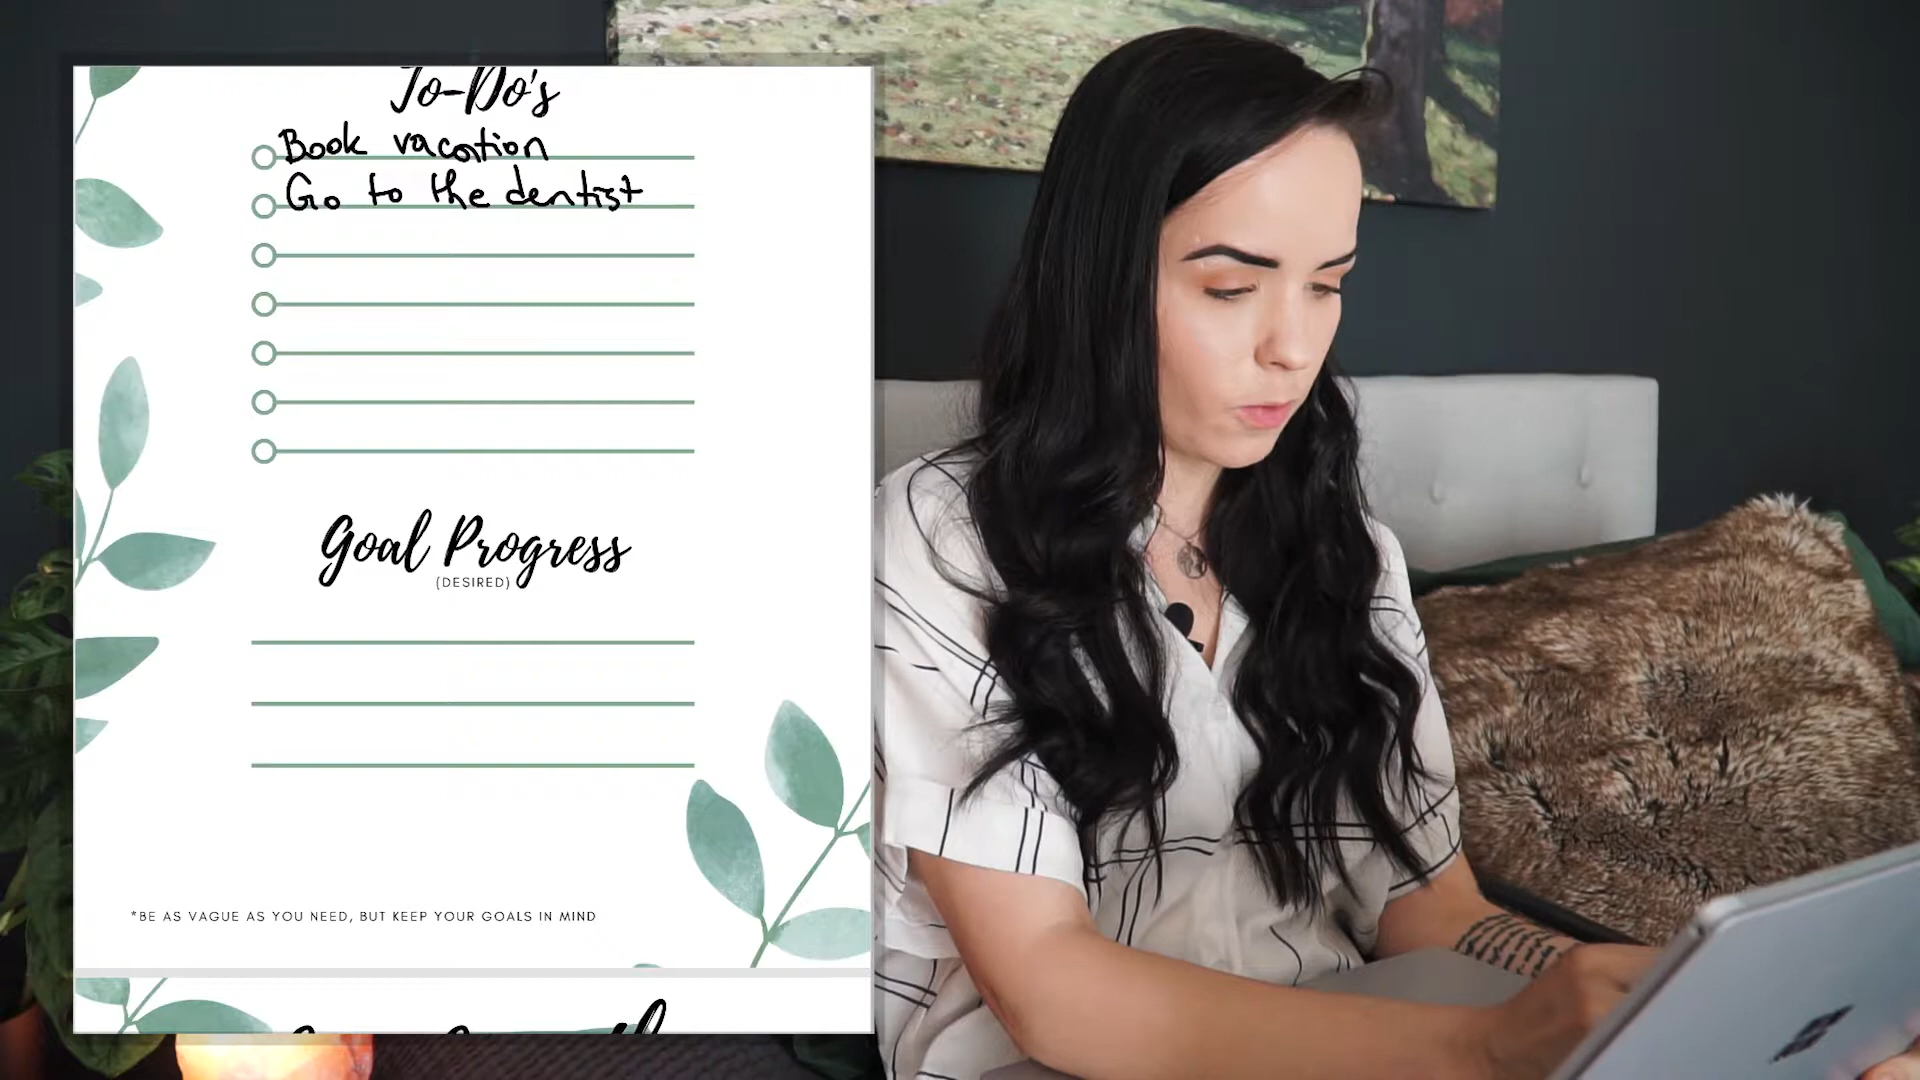 To-Do's
Book vacation
Go to the dentist
Goal Progress
(DESIRED)
*BE AS VAGUE AS YOU NEED, BUT KEEP YOUR GOALS IN MIND